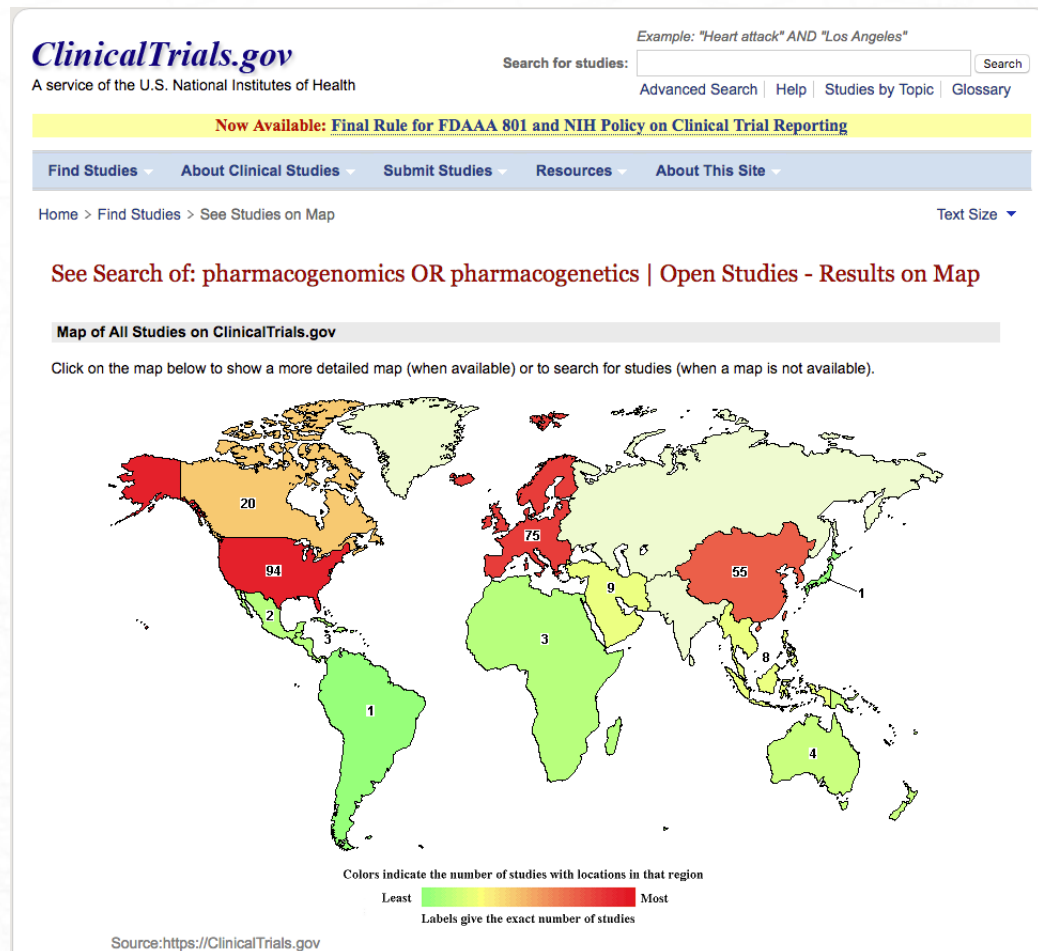 Example: "Heart attack" AND "Los Angeles"
ClinicalTrials.gov
Search for studies:
Search
A service of the U.S. National Institutes of Health
Advanced Search | Help | Studies by Topic | Glossary
Now Available: Final Rule for FDAAA 801 and NIH Policy on Clinical Trial Reporting
Find Studies About Clinical Studies Submit Studies Resources About This Site
Home > Find Studies > See Studies on Map
Text Size
See Search of: pharmacogenomics OR pharmacogenetics | Open Studies - Results on Map
Map of All Studies on ClinicalTrials.gov
Click on the map below to show a more detailed map (when available) or to search for studies (when a map is not available).
20
75
94
55
9
1
2
3
3
8
1
4
Colors indicate the number of studies with locations in that region
Least Most
Labels give the exact number of studies
Source:https://ClinicalTrials.gov